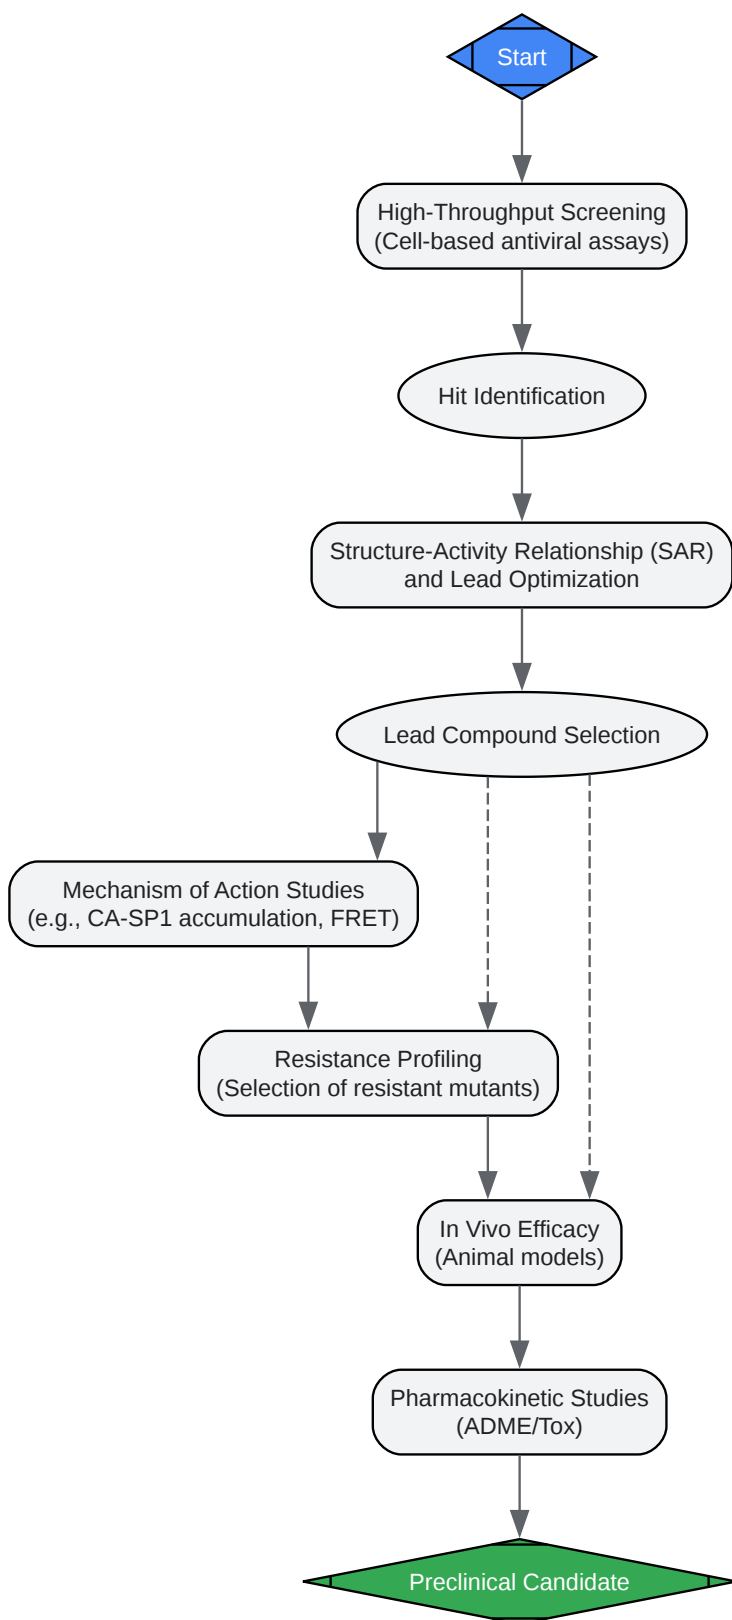 Start
High-Throughput Screening
(Cell-based antiviral assays)
Hit Identification
Structure-Activity Relationship (SAR)
and Lead Optimization
Lead Compound Selection
Mechanism of Action Studies
(e.g., CA-SP1 accumulation, FRET)
Resistance Profiling
(Selection of resistant mutants)
In Vivo Efficacy
(Animal models)
Pharmacokinetic Studies
(ADME/Tox)
Preclinical Candidate